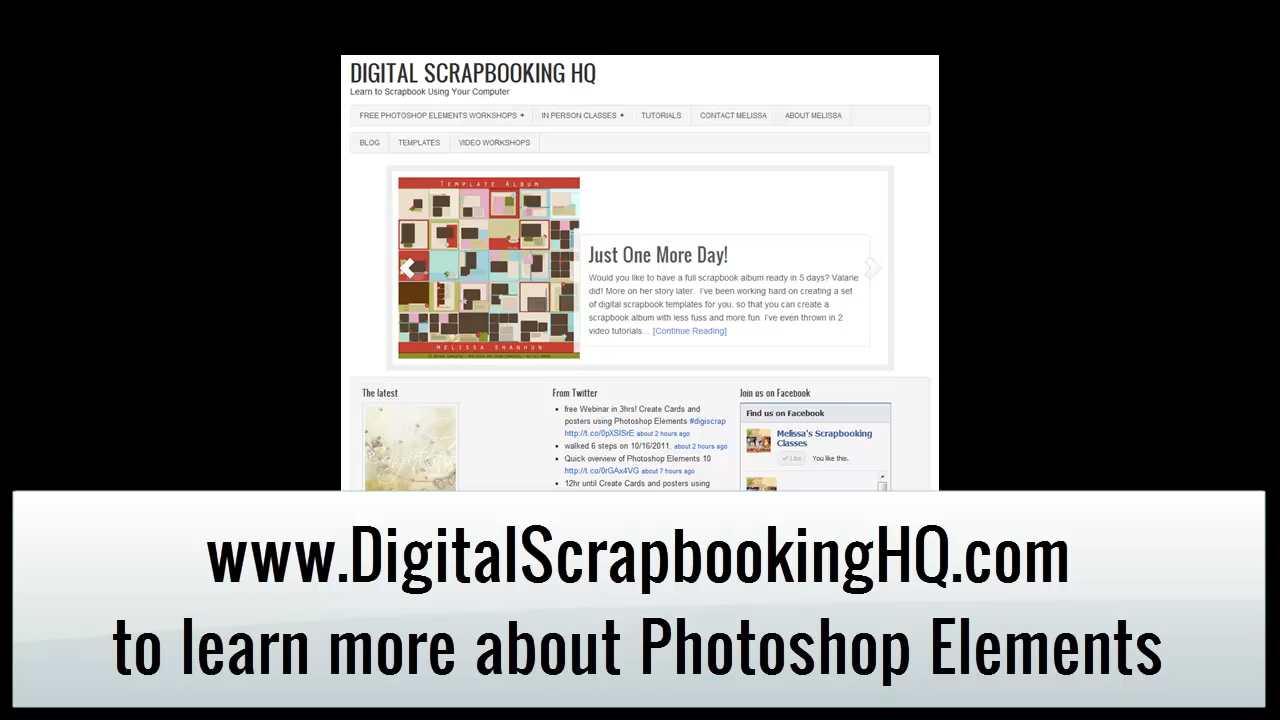 DIGITAL SCRAPBOOKING HQ
Learn to Scrapbook Using Your Computer
FREE PHOTOSHOP ELEMENTS WORKSHOPS IN PERSON CLASSES TUTORIALS CONTACT MELISSA ABOUT MELISSA
BLOG TEMPLATES VIDEO WORKSHOPS
TEMPLATE ALBUM
MELISSA SHANHUN
Just One More Day!
Would you like to have a full scrapbook album ready in 5 days? Valarie
did! More on her story later. I've been working hard on creating a set
of digital scrapbook templates for you, so that you can create a
scrapbook album with less fuss and more fun. I've even thrown in 2
video tutorials... [Continue Reading]
The latest
From Twitter
free Webinar in 3hrs! Create Cards and
posters using Photoshop Elements #digiscrap
http://t.co/0pXSISrE about 2 hours ago
walked 6 steps on 10/16/2011. about 2 hours ago
Quick overview of Photoshop Elements 10
http://t.co/0rGAx4VG about 7 hours ago
12hr until Create Cards and posters using
Join us on Facebook
Find us on Facebook
Melissa's Scrapbooking
Classes
Like You like this.
www.DigitalScrapbookingHQ.com
to learn more about Photoshop Elements